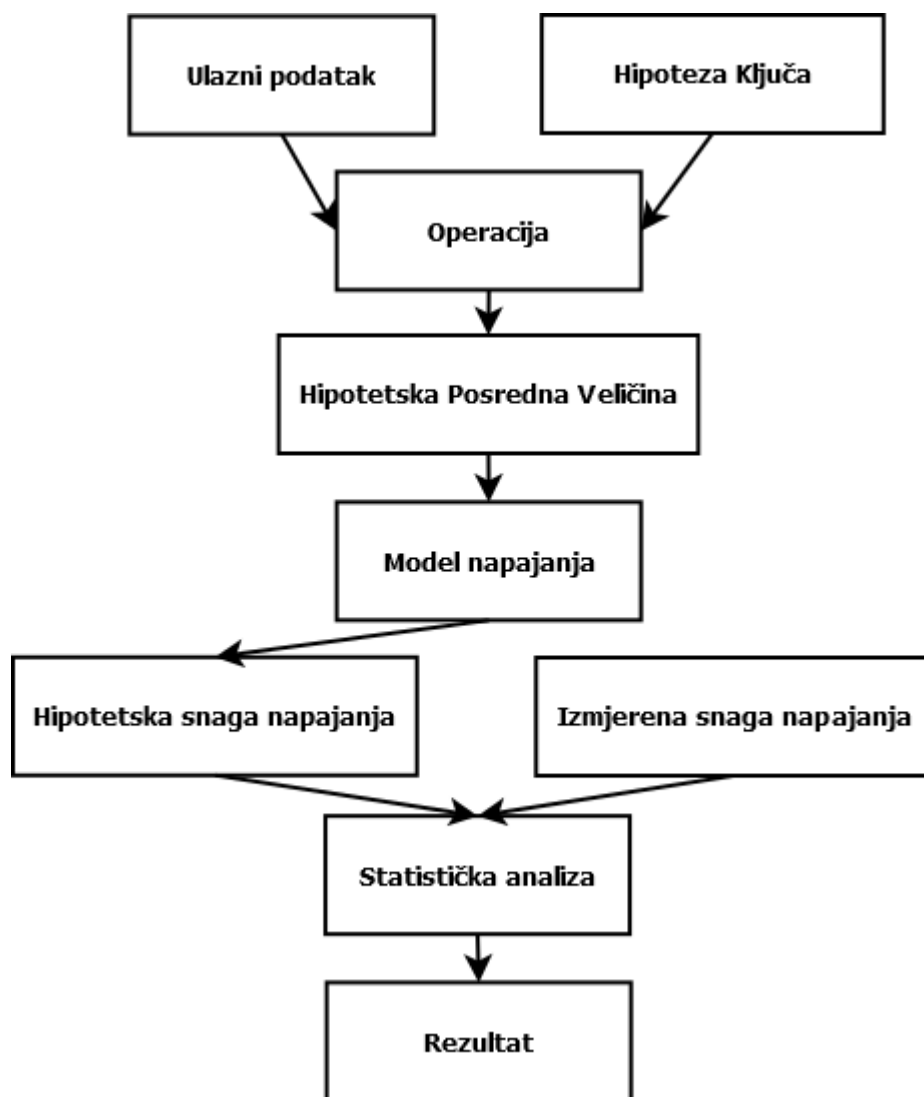 Ulazni podatak
Hipoteza Ključa
Operacija
Hipotetska Posredna Veličina
Model napajanja
Hipotetska snaga napajanja
Izmjerena snaga napajanja
Statistička analiza
Rezultat